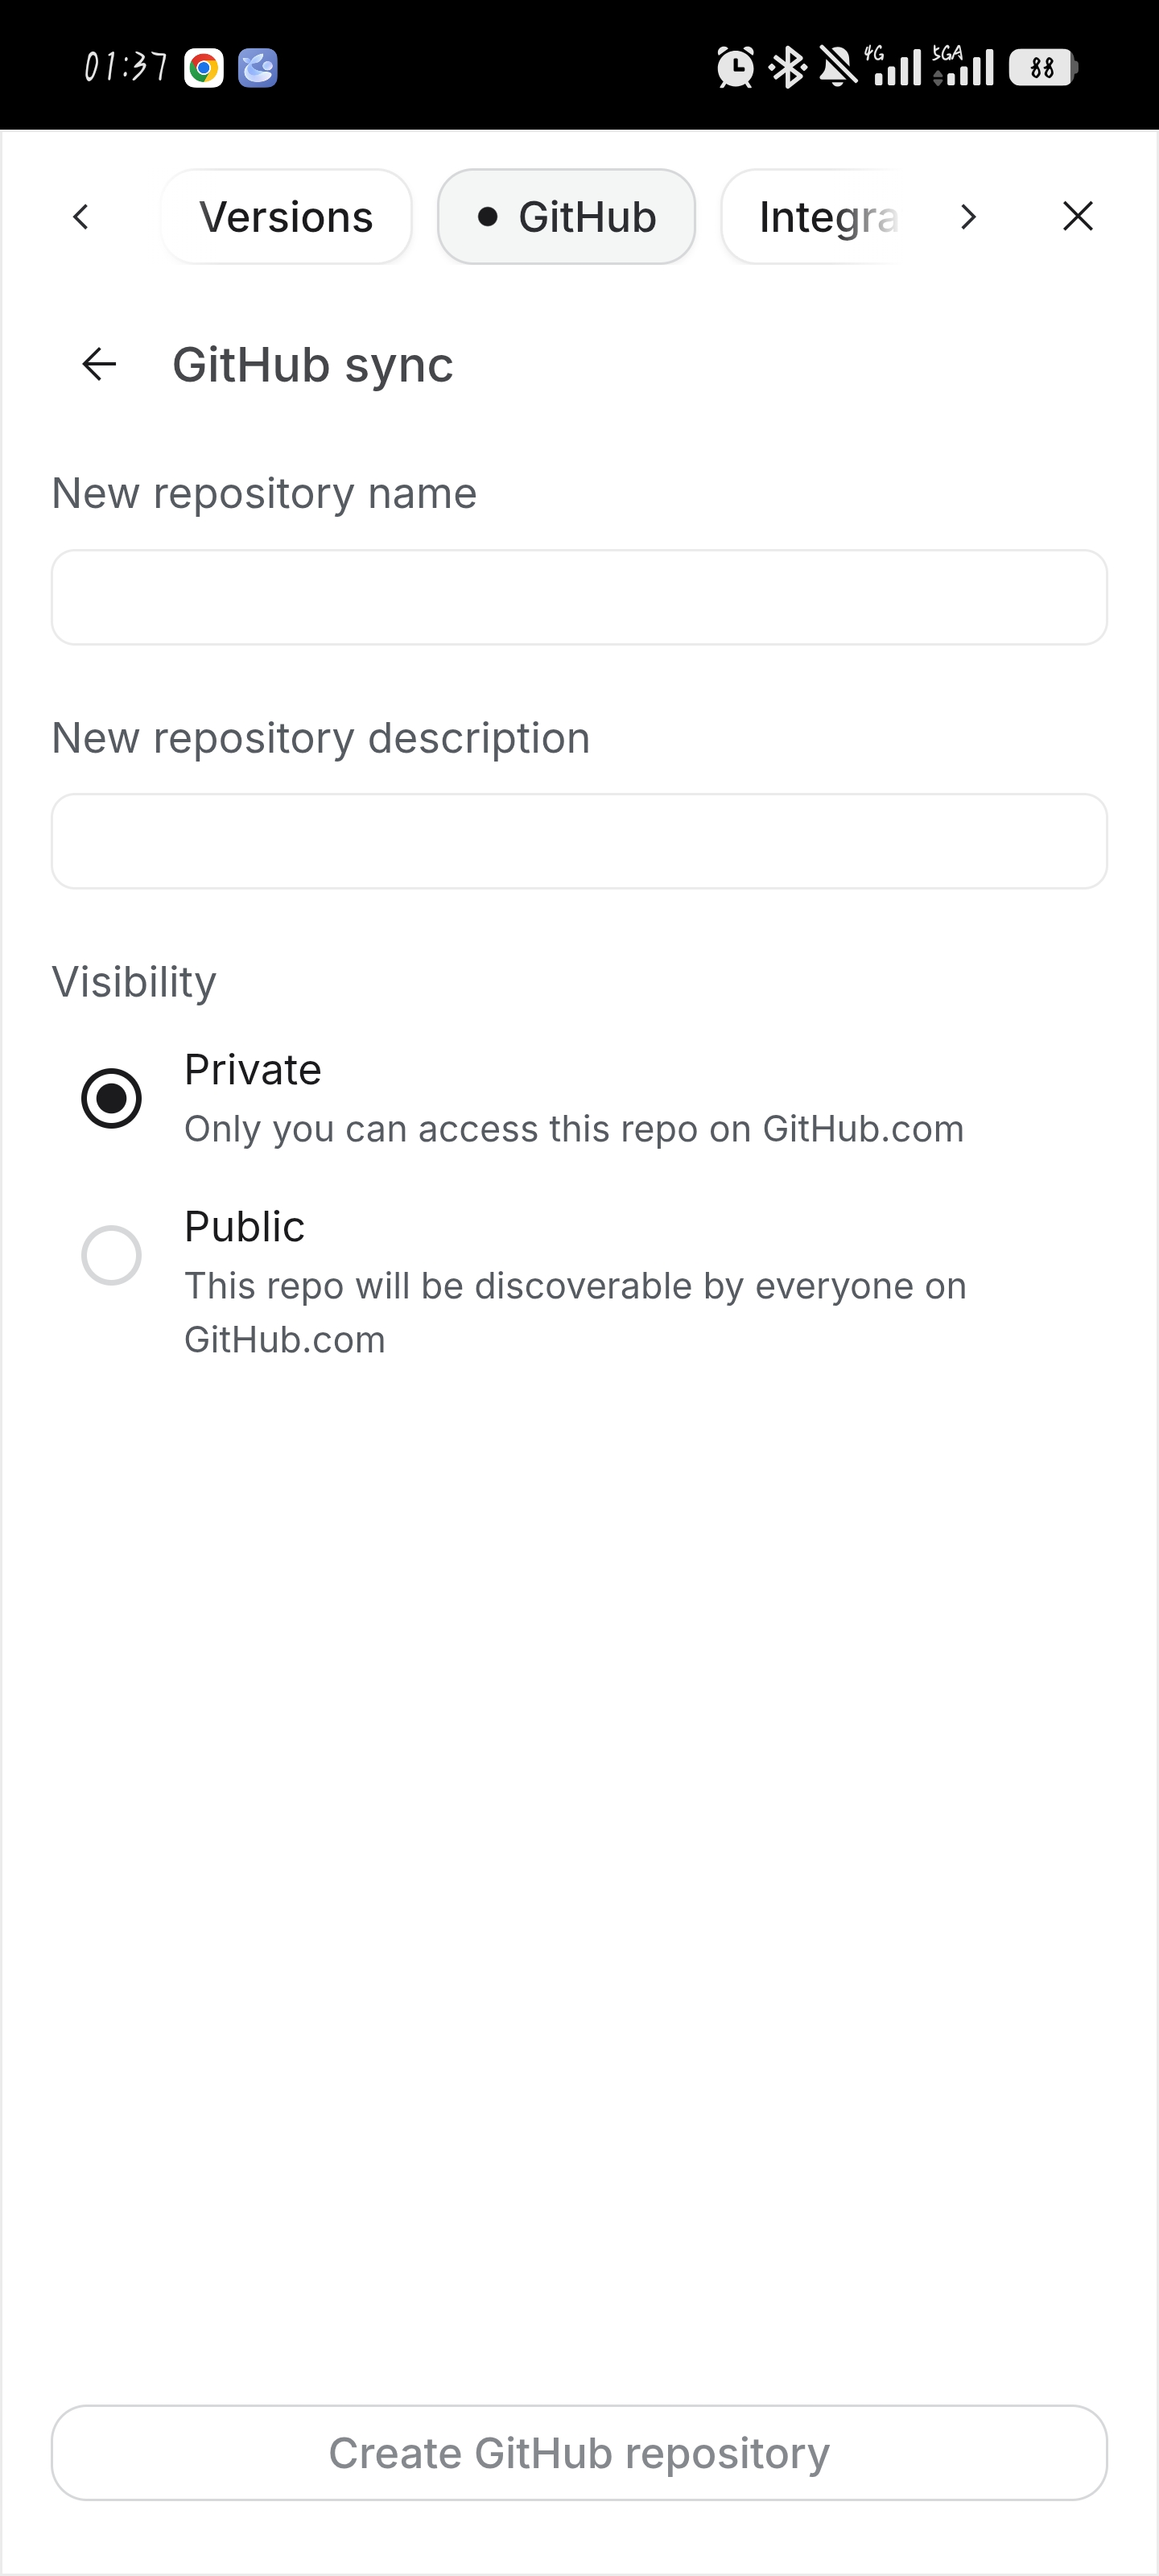 01:37
4G
5GA
88
Versions
GitHub
Integra
GitHub sync
New repository name
New repository description
Visibility
Private
Only you can access this repo on GitHub.com
Public
This repo will be discoverable by everyone on
GitHub.com
Create GitHub repository